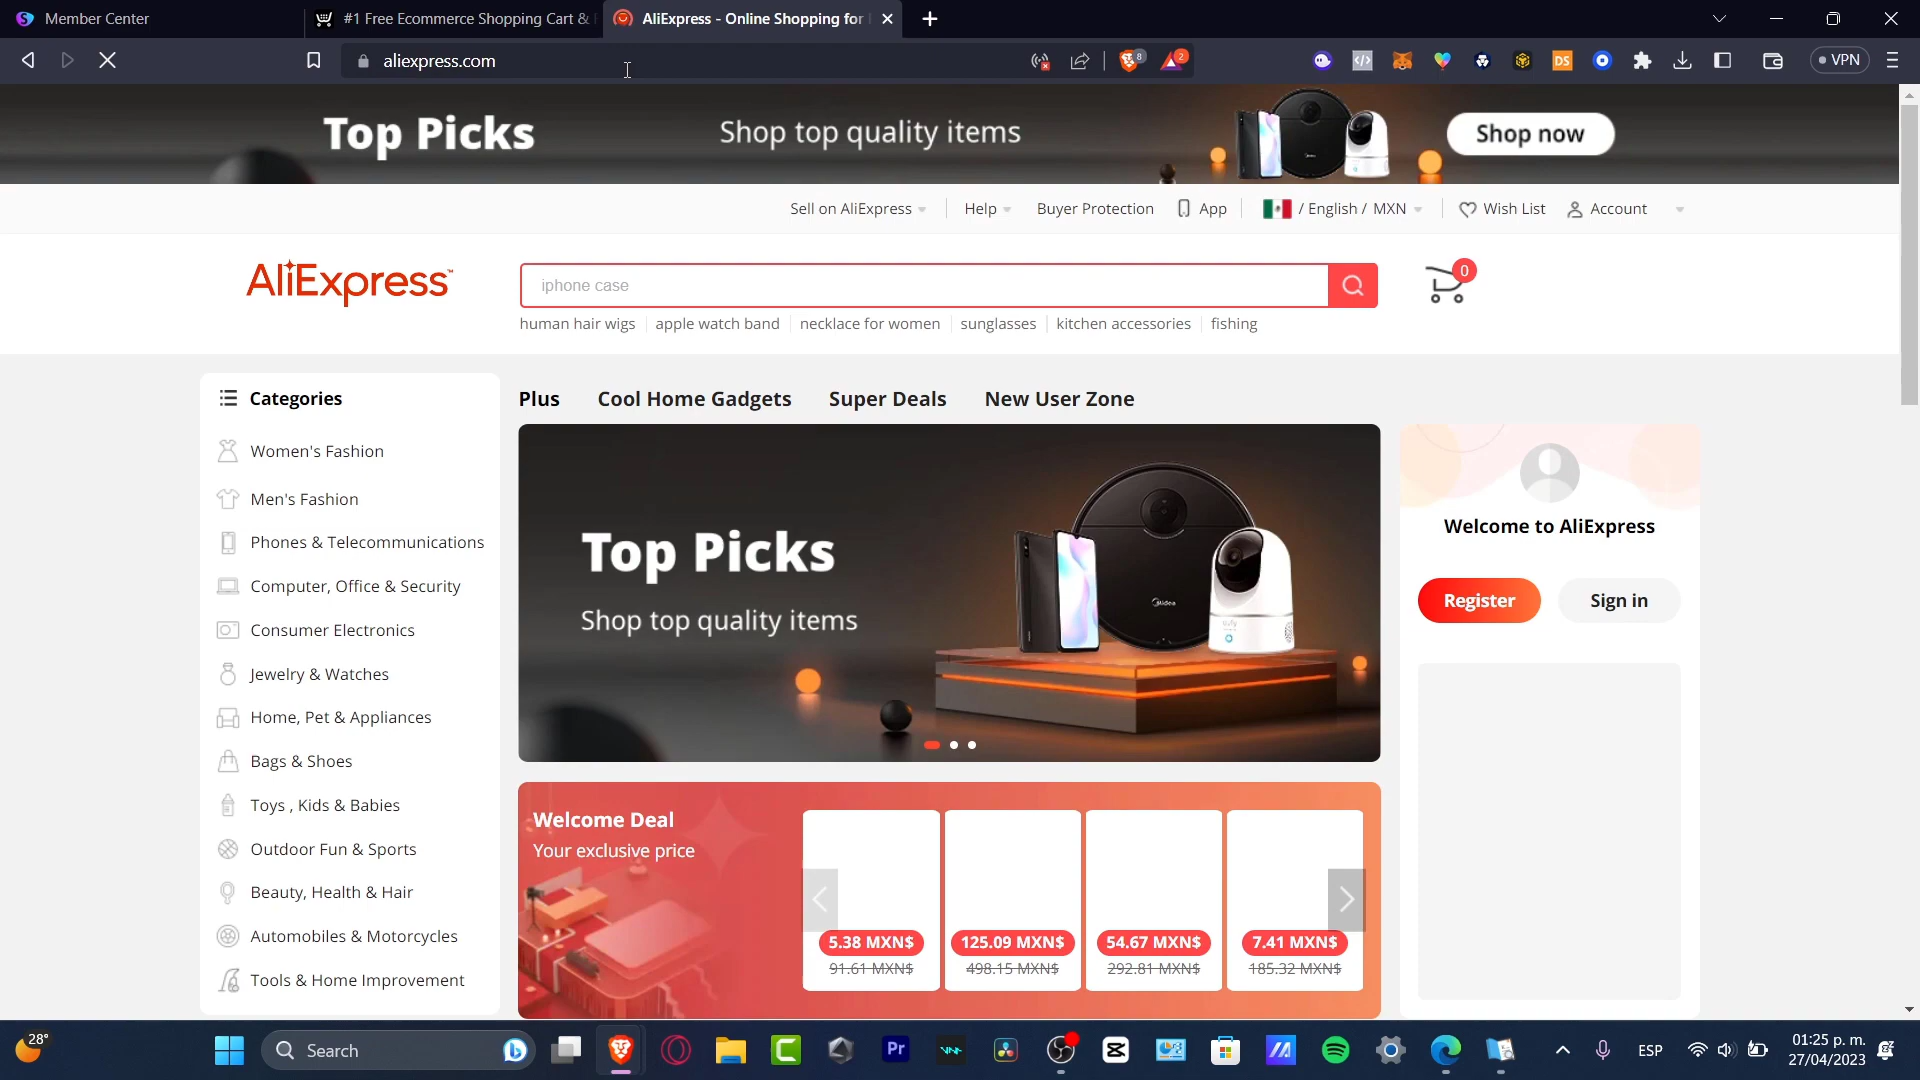 Member Center
#1 Free Ecommerce Shopping Cart &
AliExpress - Online Shopping for
aliexpress.com
8
2
DS
VPN
Top Picks
Shop top quality items
Shop now
Sell on AliExpress
Help
Buyer Protection
App
/ English / MXN
Wish List
Account
AliExpress™
iphone case
0
human hair wigs
apple watch band
necklace for women
sunglasses
kitchen accessories
fishing
Categories
Women's Fashion
Men's Fashion
Phones & Telecommunications
Computer, Office & Security
Consumer Electronics
Jewelry & Watches
Home, Pet & Appliances
Bags & Shoes
Toys , Kids & Babies
Outdoor Fun & Sports
Beauty, Health & Hair
Automobiles & Motorcycles
Tools & Home Improvement
Plus
Cool Home Gadgets
Super Deals
New User Zone
Top Picks
Shop top quality items
Midea
Welcome to AliExpress
Register
Sign in
Welcome Deal
Your exclusive price
5.38 MXN$
125.09 MXN$
54.67 MXN$
7.41 MXN$
91.61 MXN$
498.15 MXN$
292.81 MXN$
185.32 MXN$
28°
Search
Pr
ESP
01:25 p. m.
27/04/2023